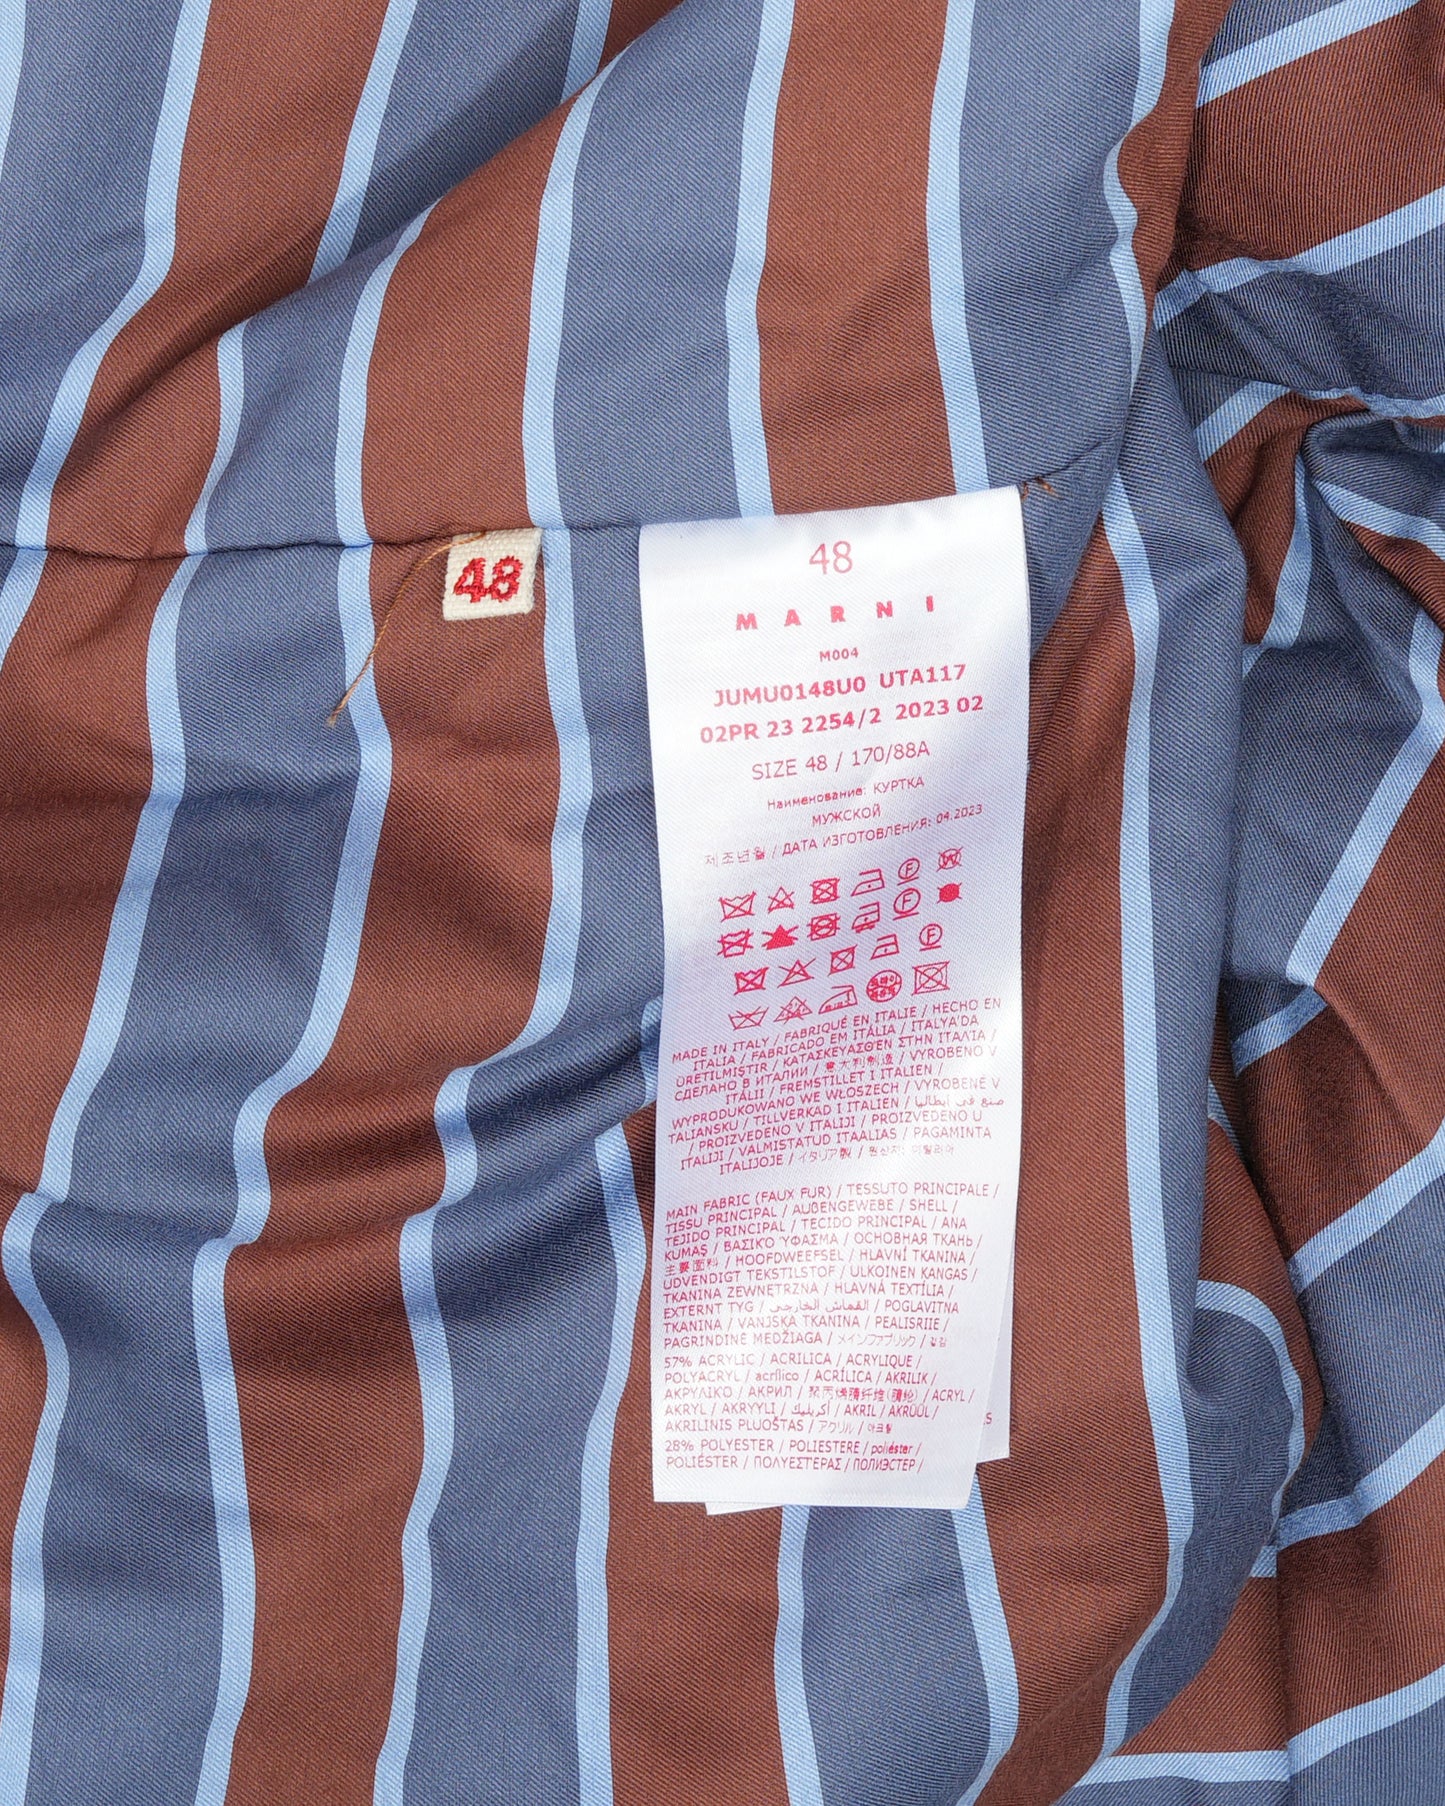 48
48
MARNI
M004
JUMU0148U0 UTA117
02PR 23 2254/2 2023 02
SIZE 48 / 170/88A
Наименование: КУРТКА
МУЖСКОЙ
제조년월 / ДАТА ИЗГОТОВЛЕНИЯ: 04.2023
F W
F
F
드라이
MADE IN ITALY / FABRIQUÉ EN ITALIE / HECHO EN
ITALIA / FABRICADO EM ITÁLIA / ITALYA'DA
ÜRETILMIŞTIR / ΚΑΤΑΣΚΕΥΑΣΘΕΝ ΣΤΗΝ ΙΤΑΛΊΑ /
СДЕЛАНО В ИТАЛИИ / 意大利制造 / VYROBENO V
ITÁLII / FREMSTILLET I ITALIEN /
WYPRODUKOWANO WE WŁOSZECH / VYROBENÉ V
TALIANSKU / TILLVERKAD I ITALIEN / صنع في ايطاليا
/ PROIZVEDENO V ITALIJI / PROIZVEDENO U
ITALIJI / VALMISTATUD ITAALIAS / PAGAMINTA
ITALIJOJE / イタリア製 / 원산지: 이탈리아
MAIN FABRIC (FAUX FUR) / TESSUTO PRINCIPALE /
TISSU PRINCIPAL / AUßENGEWEBE / SHELL /
TEJIDO PRINCIPAL / TECIDO PRINCIPAL / ANA
KUMAŞ / ΒΑΣΙΚΌ ΎΦΑΣΜΑ / ОСНОВНАЯ ТКАНЬ /
主要面料 / HOOFDWEEFSEL / HLAVNÍ TKANINA /
UDVENDIGT TEKSTILSTOF / ULKOINEN KANGAS /
TKANINA ZEWNĘTRZNA / HLAVNÁ TEXTÍLIA /
EXTERNT TYG / القماش الخارجي / POGLAVITNA
TKANINA / VANJSKA TKANINA / PEALISRIIE /
PAGRINDINĖ MEDŽIAGA / メインファブリック / 겉감
57% ACRYLIC / ACRILICA / ACRYLIQUE /
POLYACRYL / acrílico / ACRÍLICA / AKRILIK /
ΑΚΡΥΛΙΚΌ / АКРИЛ / 聚丙烯腈纤维(腈纶) / ACRYL /
AKRYL / AKRYYLI / أكريليك / AKRIL / AKRÜÜL /
AKRILINIS PLUOŠTAS / アクリル / 아크릴
28% POLYESTER / POLIESTERE / poliéster /
POLIÉSTER / ΠΟΛΥΕΣΤΕΡΑΣ / ПОЛИЭСТЕР /